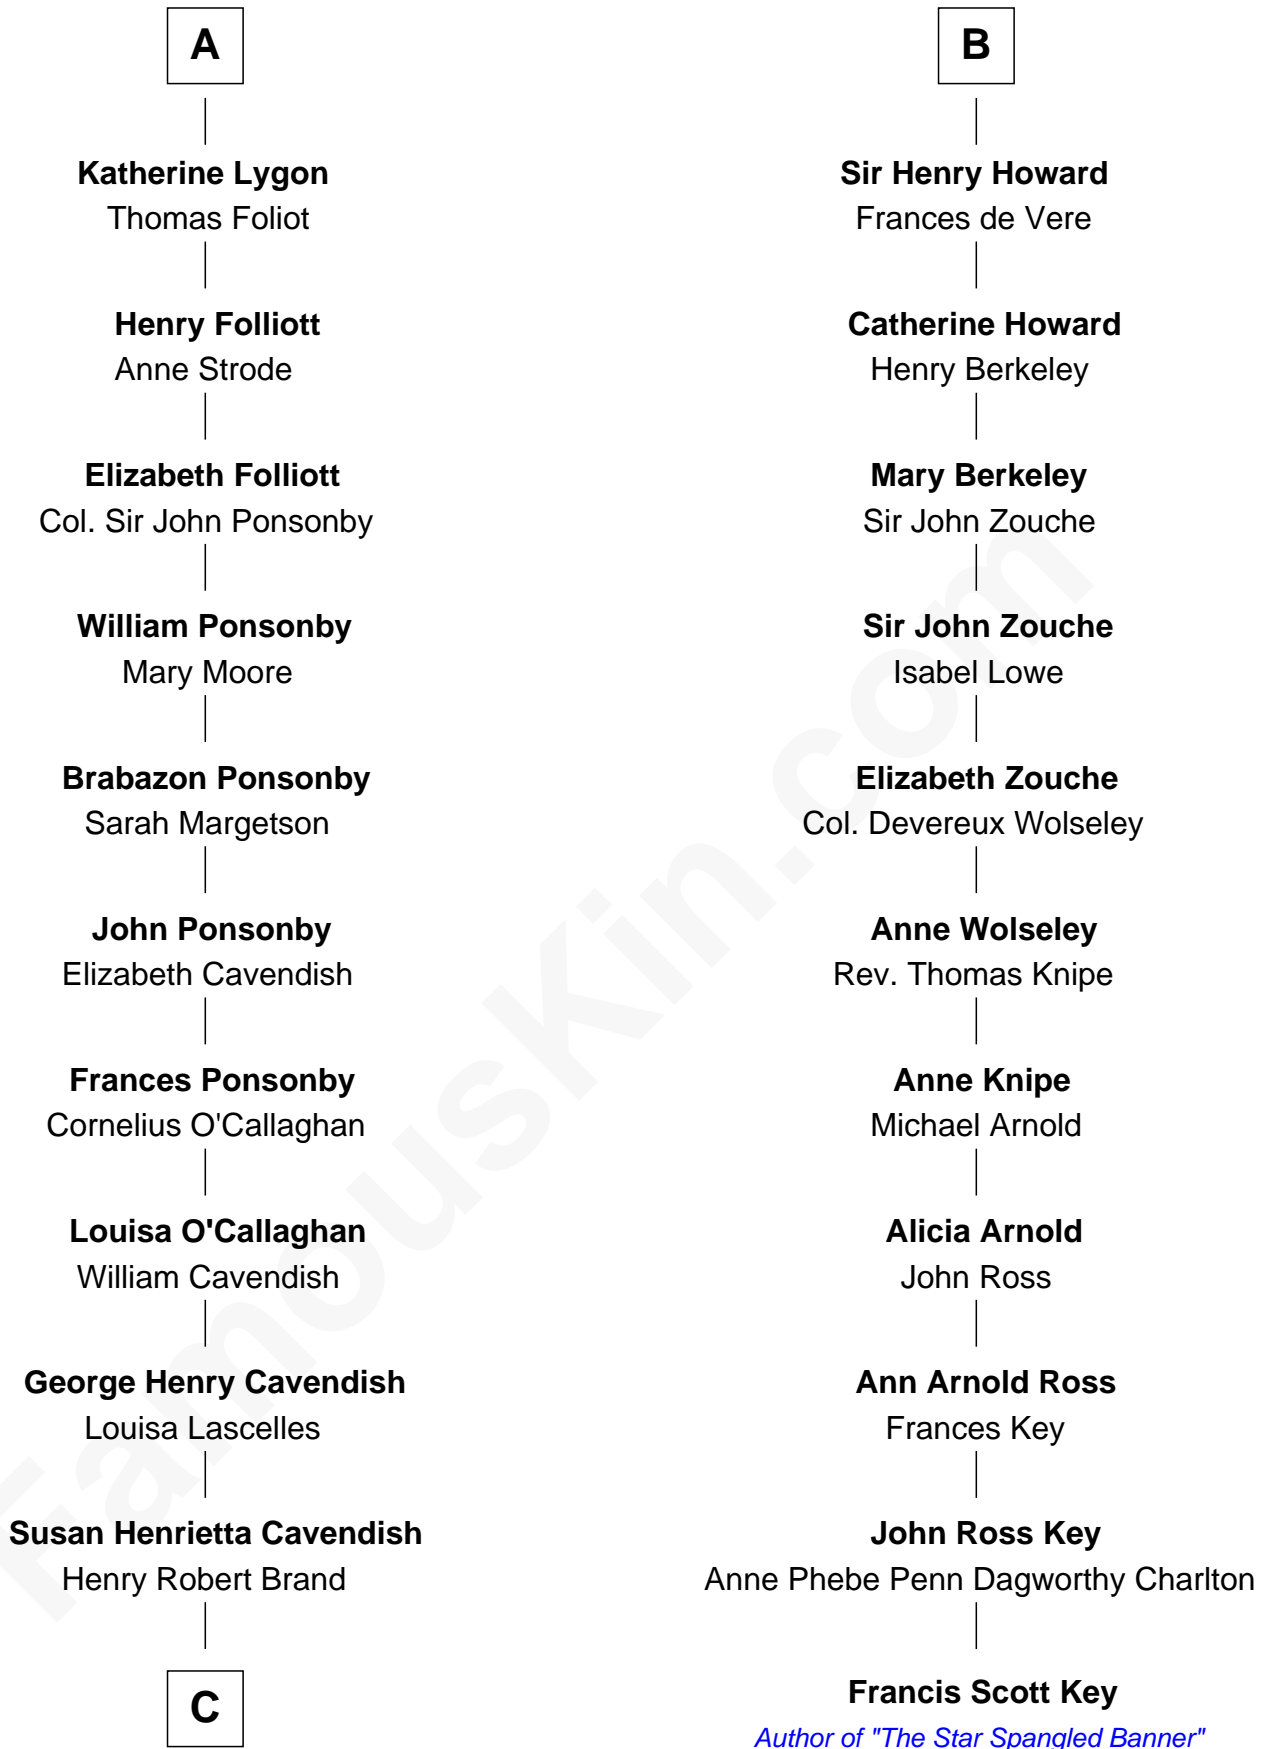 A
Katherine Lygon
Thomas Foliot
Henry Folliott
Anne Strode
Elizabeth Folliott
Col. Sir John Ponsonby
William Ponsonby
Mary Moore
Brabazon Ponsonby
Sarah Margetson
John Ponsonby
Elizabeth Cavendish
Frances Ponsonby
Cornelius O'Callaghan
Louisa O'Callaghan
William Cavendish
George Henry Cavendish
Louisa Lascelles
Susan Henrietta Cavendish
Henry Robert Brand
C
B
Sir Henry Howard
Frances de Vere
Catherine Howard
Henry Berkeley
Mary Berkeley
Sir John Zouche
Sir John Zouche
Isabel Lowe
Elizabeth Zouche
Col. Devereux Wolseley
Anne Wolseley
Rev. Thomas Knipe
Anne Knipe
Michael Arnold
Alicia Arnold
John Ross
Ann Arnold Ross
Frances Key
John Ross Key
Anne Phebe Penn Dagworthy Charlton
Francis Scott Key
Author of "The Star Spangled Banner"
FamousKin.com